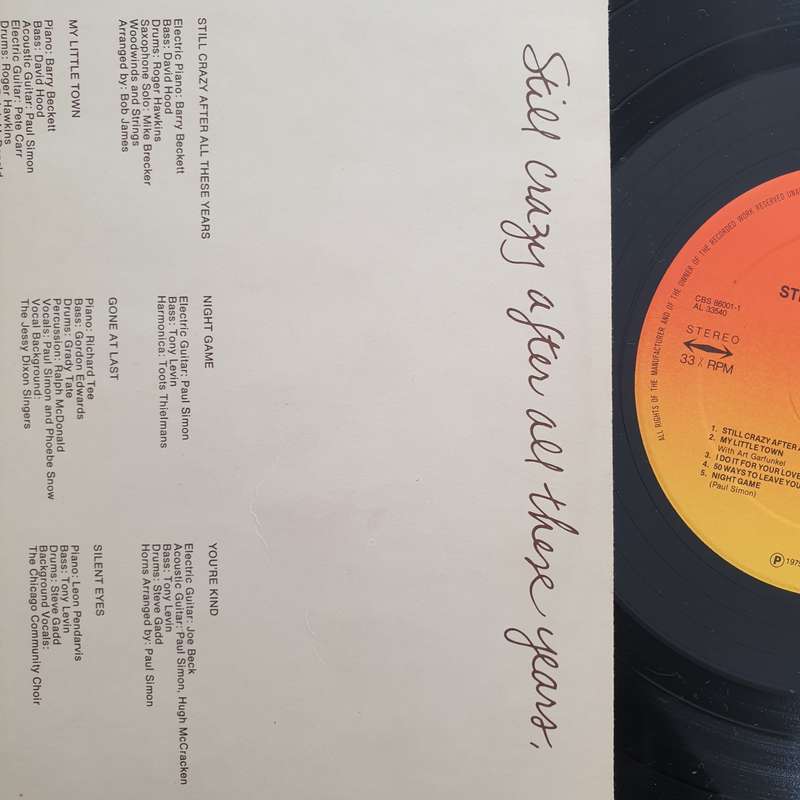 Still crazy after all these years.
STILL CRAZY AFTER ALL THESE YEARS
Electric Piano: Barry Beckett
Bass: David Hood
Drums: Roger Hawkins
Saxophone Solo: Mike Brecker
Woodwinds and Strings
Arranged by: Bob James
MY LITTLE TOWN
Piano: Barry Beckett
Bass: David Hood
Acoustic Guitar: Paul Simon
Electric Guitar: Pete Carr
Drums: Roger Hawkins
NIGHT GAME
Electric Guitar: Paul Simon
Bass: Tony Levin
Harmonica: Toots Thielmans
GONE AT LAST
Piano: Richard Tee
Bass: Gordon Edwards
Drums: Grady Tate
Percussion: Ralph McDonald
Vocals: Paul Simon and Phoebe Snow
Vocal Background:
The Jessy Dixon Singers
YOU'RE KIND
Electric Guitar: Joe Beck
Acoustic Guitar: Paul Simon, Hugh McCracken
Bass: Tony Levin
Drums: Steve Gadd
Horns Arranged by: Paul Simon
SILENT EYES
Piano: Leon Pendarvis
Bass: Tony Levin
Drums: Steve Gadd
Background Vocals:
The Chicago Community Choir
ALL RIGHTS OF THE MANUFACTURER AND OF THE OWNER OF THE RECORDED WORK RESERVED
CBS 86001-1
AL 33540
STEREO
33⅓ RPM
1. STILL CRAZY AFTER
2. MY LITTLE TOWN
With Art Garfunkel
3. I DO IT FOR YOUR LOVE
4. 50 WAYS TO LEAVE YOU
5. NIGHT GAME
(Paul Simon)
℗ 1975